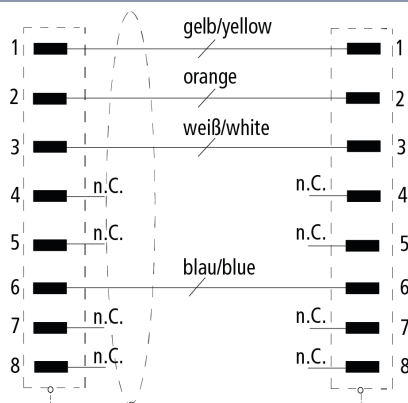 gelb/yellow
1 1
orange
2 2
weiß/white
3 3
4 n.C. n.C. 4
5 n.C. n.C. 5
blau/blue
6 6
7 n.C. n.C. 7
8 n.C. n.C. 8